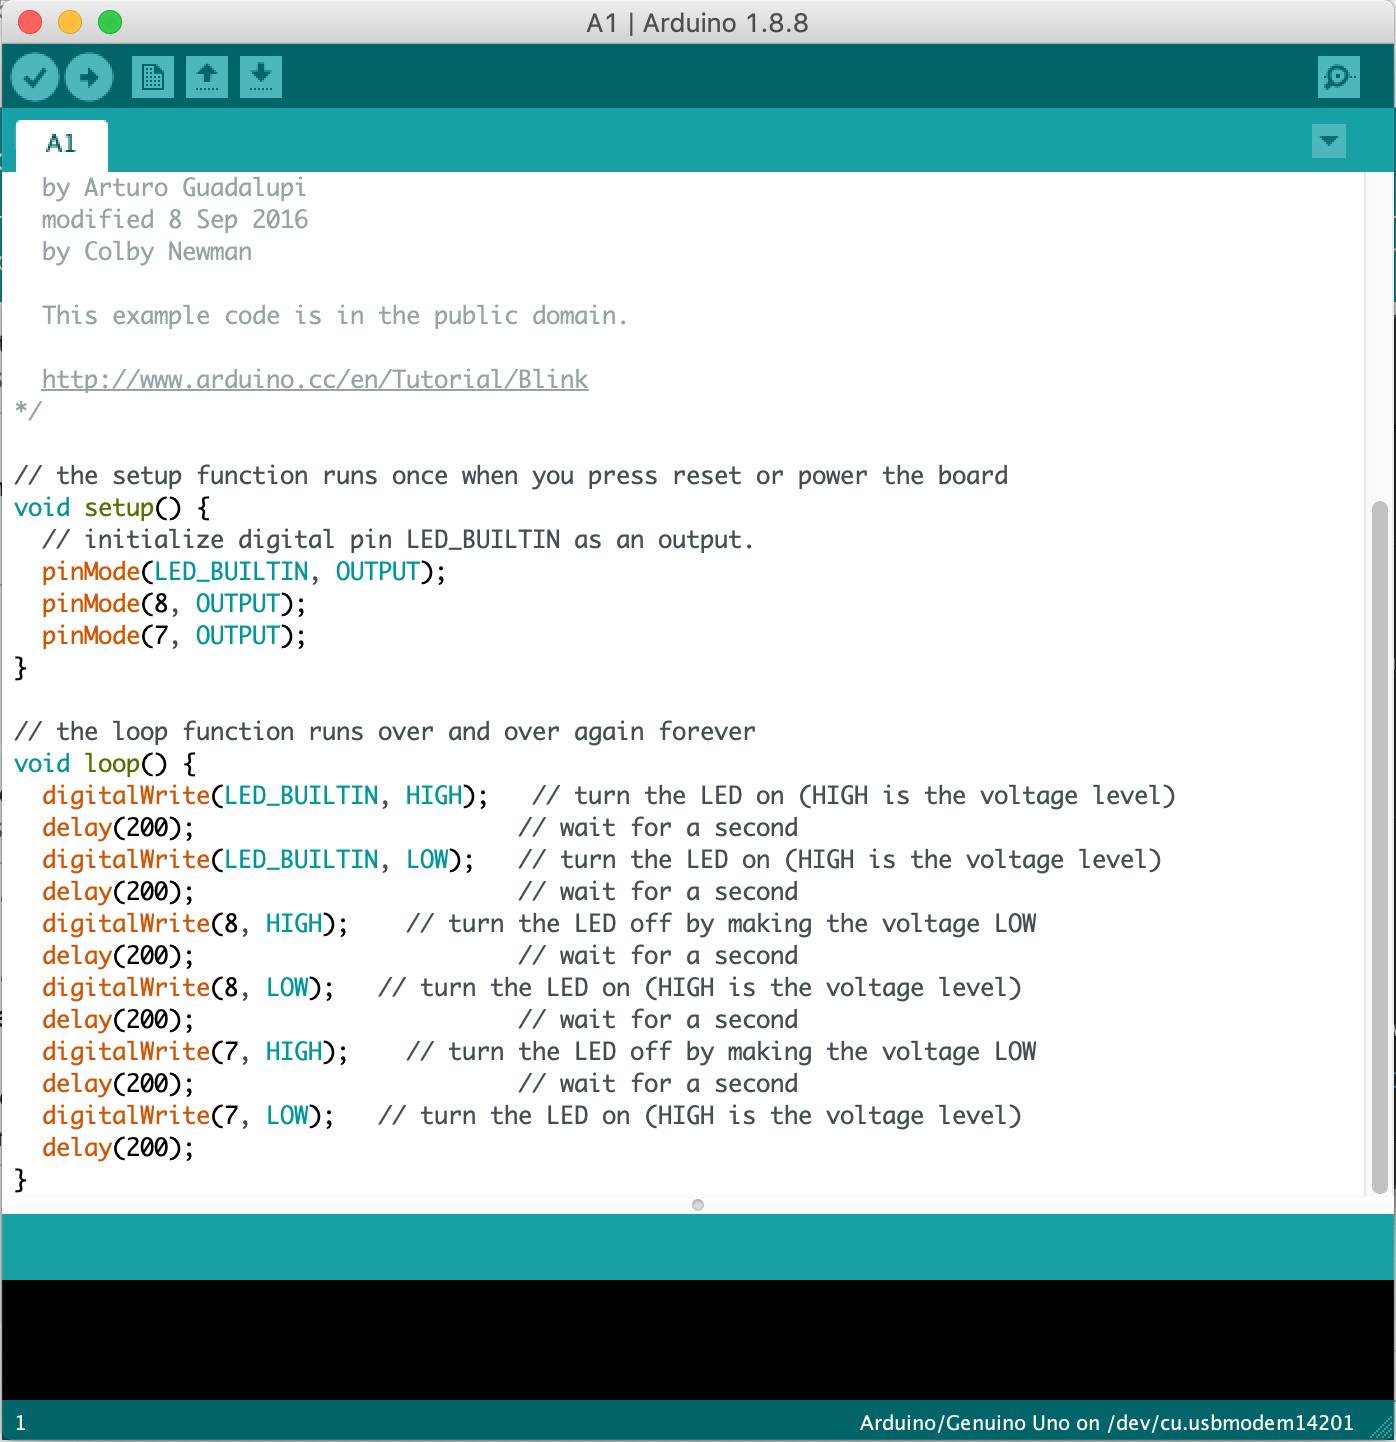 A1 | Arduino 1.8.8
A1
by Arturo Guadalupi
modified 8 Sep 2016
by Colby Newman
This example code is in the public domain.
http://www.arduino.cc/en/Tutorial/Blink
*/
// the setup function runs once when you press reset or power the board
void setup() {
  // initialize digital pin LED_BUILTIN as an output.
  pinMode(LED_BUILTIN, OUTPUT);
  pinMode(8, OUTPUT);
  pinMode(7, OUTPUT);
}
// the loop function runs over and over again forever
void loop() {
  digitalWrite(LED_BUILTIN, HIGH);   // turn the LED on (HIGH is the voltage level)
  delay(200);                       // wait for a second
  digitalWrite(LED_BUILTIN, LOW);   // turn the LED on (HIGH is the voltage level)
  delay(200);                       // wait for a second
  digitalWrite(8, HIGH);    // turn the LED off by making the voltage LOW
  delay(200);                       // wait for a second
  digitalWrite(8, LOW);   // turn the LED on (HIGH is the voltage level)
  delay(200);                       // wait for a second
  digitalWrite(7, HIGH);    // turn the LED off by making the voltage LOW
  delay(200);                       // wait for a second
  digitalWrite(7, LOW);   // turn the LED on (HIGH is the voltage level)
  delay(200);
}
1 Arduino/Genuino Uno on /dev/cu.usbmodem14201